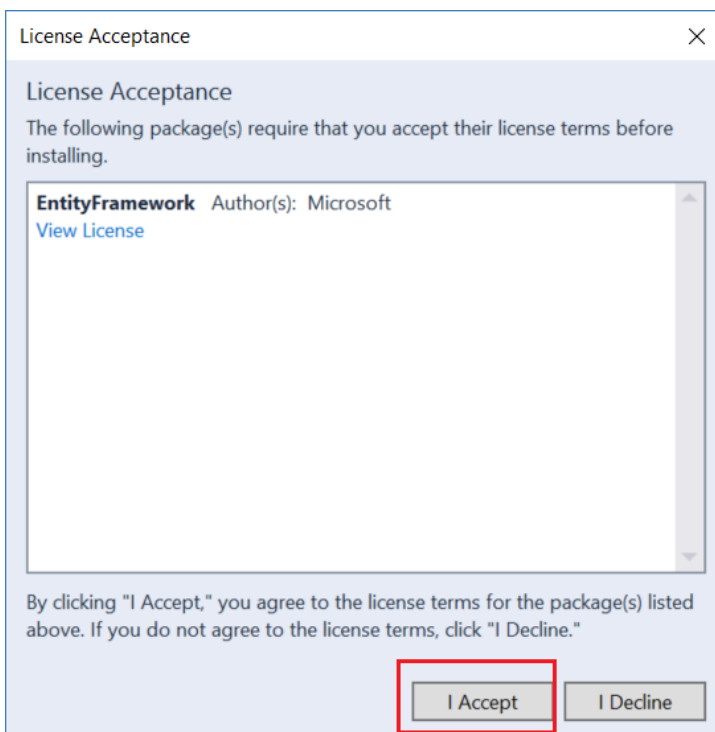 License Acceptance
License Acceptance
The following package(s) require that you accept their license terms before
installing.
EntityFramework Author(s): Microsoft
View License
By clicking "I Accept," you agree to the license terms for the package(s) listed
above. If you do not agree to the license terms, click "I Decline."
I Accept I Decline